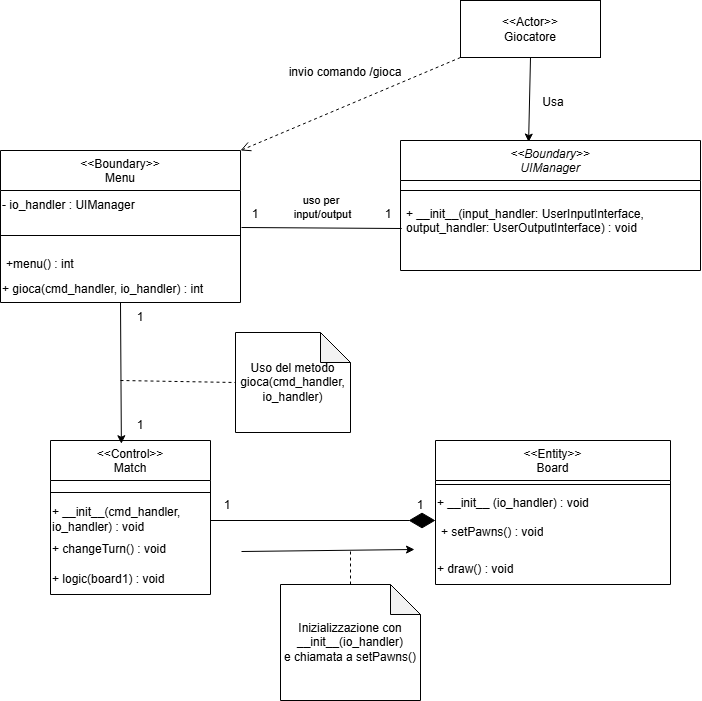 <<Actor>>
Giocatore
invio comando /gioca
Usa
<<Boundary>>
Menu
- io_handler : UIManager
+menu() : int
+ gioca(cmd_handler, io_handler) : int
uso per
input/output
1
1
<<Boundary>>
UIManager
+ __init__(input_handler: UserInputInterface,
output_handler: UserOutputInterface) : void
1
Uso del metodo
gioca(cmd_handler,
io_handler)
1
<<Control>>
Match
+ __init__(cmd_handler,
io_handler) : void
+ changeTurn() : void
+ logic(board1) : void
1
1
<<Entity>>
Board
+ __init__ (io_handler) : void
+ setPawns() : void
+ draw() : void
Inizializzazione con
__init__(io_handler)
e chiamata a setPawns()